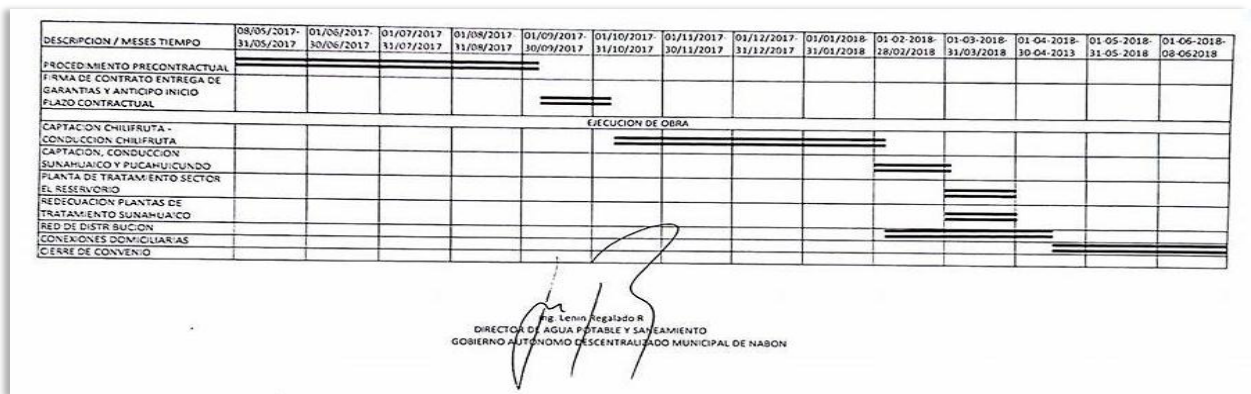 DESCRIPCION / MESES TIEMPO
08/05/2017- 01/06/2017- 01/07/2017 01/08/2017- 01/09/2017- 01/10/2017- 01/11/2017- 01/12/2017- 01/01/2018- 01-02-2018- 01-03-2018- 01-04-2018- 01-05-2018- 01-06-2018-
31/05/2017 30/06/2017 31/07/2017 31/08/2017 30/09/2017 31/10/2017 30/11/2017 31/12/2017 31/01/2018 28/02/2018 31/03/2018 30-04-2013 31-05-2018 08-062018
PROCEDIMIENTO PRECONTRACTUAL
FIRMA DE CONTRATO ENTREGA DE
GARANTIAS Y ANTICIPO INICIO
PLAZO CONTRACTUAL
EJECUCION DE OBRA
CAPTACION CHILIFRUTA -
CONDUCCION CHILIFRUTA
CAPTACION, CONDUCCION
SUNAHUAICO Y PUCAHUICUNDO
PLANTA DE TRATAMIENTO SECTOR
EL RESERVORIO
REDECUACION PLANTAS DE
TRATAMIENTO SUNAHUAICO
RED DE DISTRIBUCION
CONEXIONES DOMICILIARIAS
CIERRE DE CONVENIO
Ing. Lenin Regalado R
DIRECTOR DE AGUA POTABLE Y SANEAMIENTO
GOBIERNO AUTONOMO DESCENTRALIZADO MUNICIPAL DE NABON